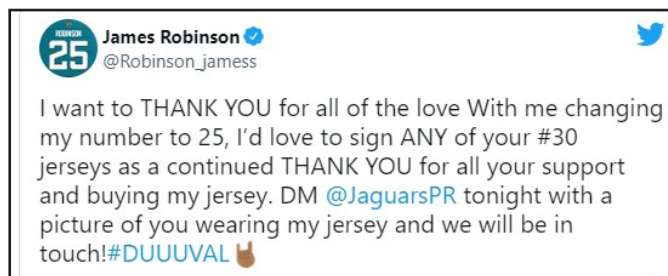 ROBINSON
25
James Robinson
@Robinson_jamess
I want to THANK YOU for all of the love With me changing
my number to 25, I'd love to sign ANY of your #30
jerseys as a continued THANK YOU for all your support
and buying my jersey. DM @JaguarsPR tonight with a
picture of you wearing my jersey and we will be in
touch!#DUUUVAL🤘🏾